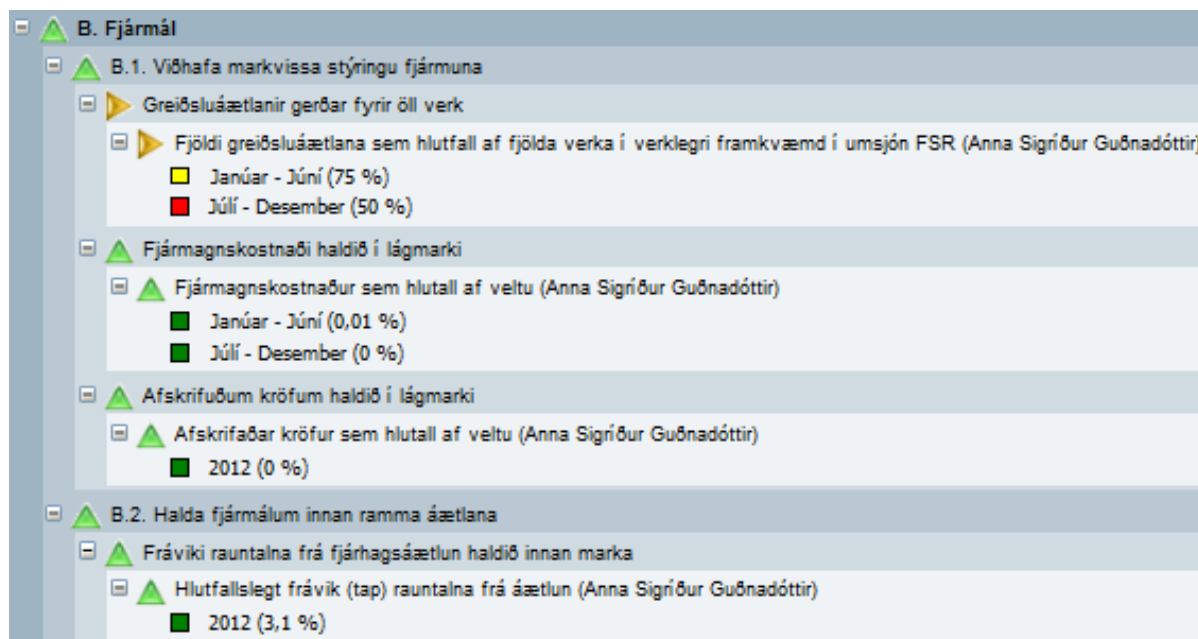 B. Fjármál
B.1. Viðhafa markvissa stýringu fjármuna
Greiðsluáætlanir gerðar fyrir öll verk
Fjöldi greiðsluáætlana sem hlutfall af fjölda verka í verklegri framkvæmd í umsjón FSR (Anna Sigríður Guðnadóttir)
Janúar - Júní (75 %)
Júlí - Desember (50 %)
Fjármagnskostnaði haldið í lágmarki
Fjármagnskostnaður sem hlutall af veltu (Anna Sigríður Guðnadóttir)
Janúar - Júní (0,01 %)
Júlí - Desember (0 %)
Afskrifuðum kröfum haldið í lágmarki
Afskrifaðar kröfur sem hlutall af veltu (Anna Sigríður Guðnadóttir)
2012 (0 %)
B.2. Halda fjármálum innan ramma áætlana
Fráviki rauntalna frá fjárhagsáætlun haldið innan marka
Hlutfallslegt frávik (tap) rauntalna frá áætlun (Anna Sigríður Guðnadóttir)
2012 (3,1 %)